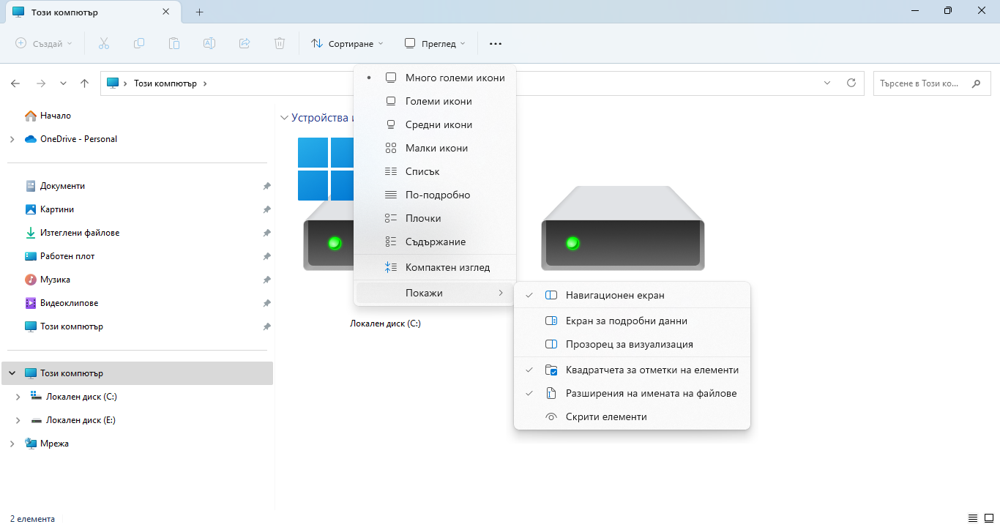 Този компютър
Създай
Сортиране
Преглед
Този компютър
Търсене в Този ко...
Начало
OneDrive - Personal
Документи
Картини
Изтеглени файлове
Работен плот
Музика
Видеоклипове
Този компютър
Този компютър
Локален диск (C:)
Локален диск (E:)
Мрежа
Устройства
Много големи икони
Големи икони
Средни икони
Малки икони
Списък
По-подробно
Плочки
Съдържание
Компактен изглед
Покажи
Локален диск (C:)
Навигационен екран
Екран за подробни данни
Прозорец за визуализация
Квадратчета за отметки на елементи
Разширения на имената на файлове
Скрити елементи
2 елемента